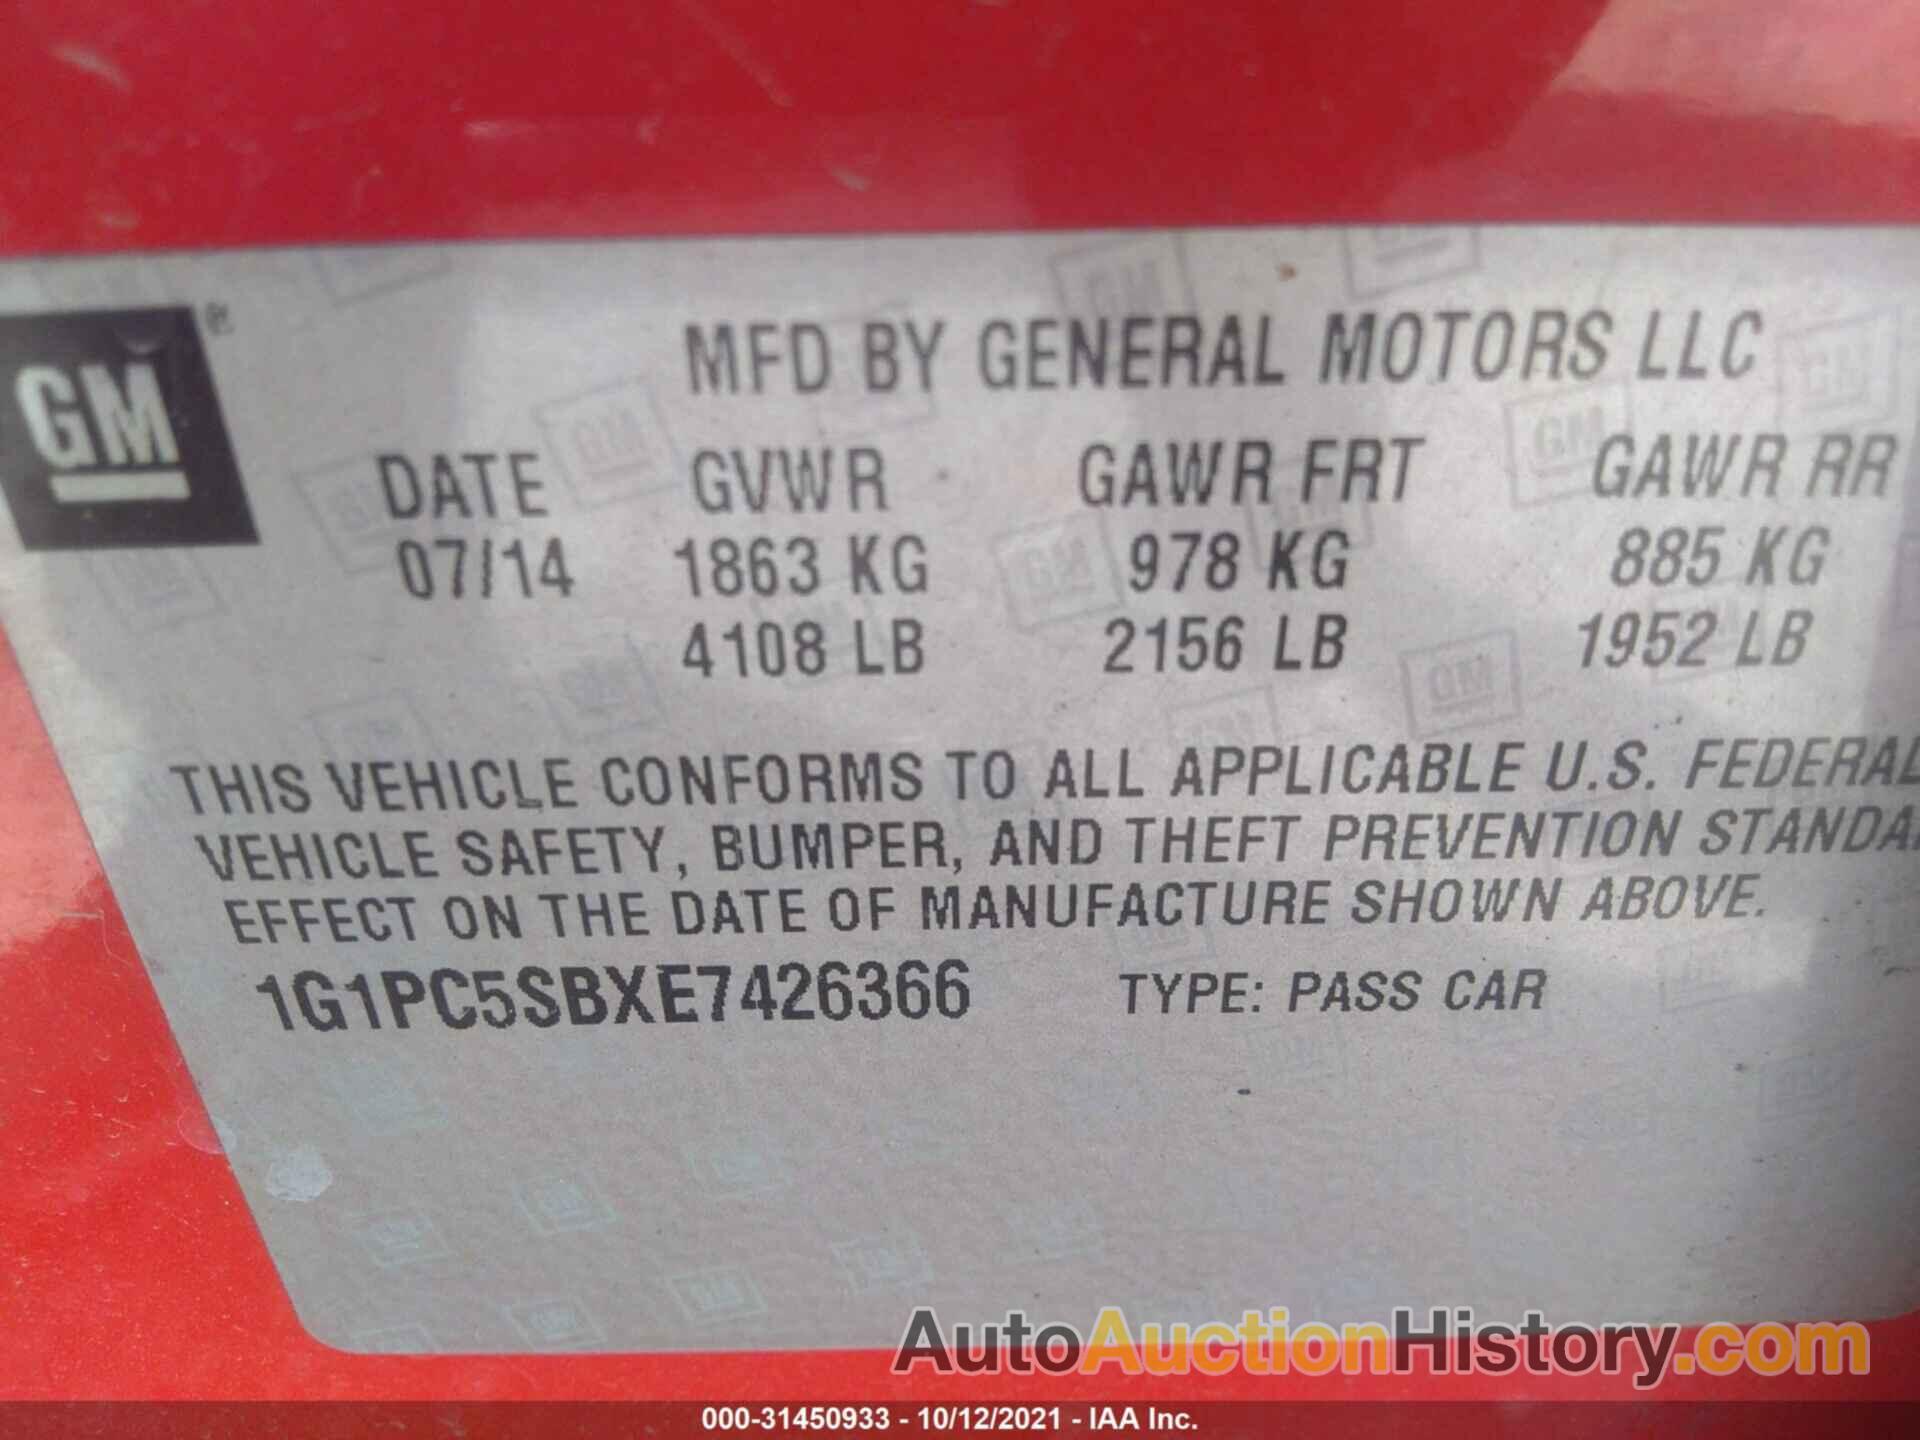 GM®
MFD BY GENERAL MOTORS LLC
DATE GVWR GAWR FRT GAWR RR
07/14 1863 KG 978 KG 885 KG
4108 LB 2156 LB 1952 LB
THIS VEHICLE CONFORMS TO ALL APPLICABLE U.S. FEDERAL
VEHICLE SAFETY, BUMPER, AND THEFT PREVENTION STANDA
EFFECT ON THE DATE OF MANUFACTURE SHOWN ABOVE.
1G1PC5SBXE7426366 TYPE: PASS CAR
AutoAuctionHistory.com
000-31450933 - 10/12/2021 - IAA Inc.